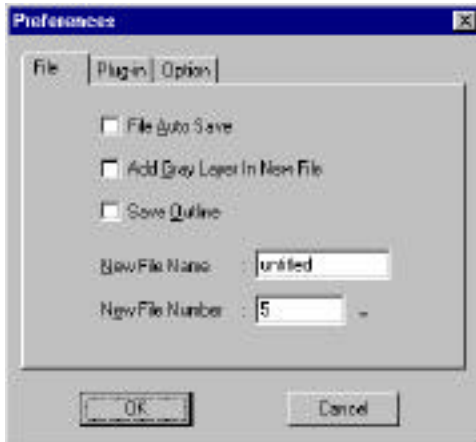 Preferences
File Plug-in Option
File Auto Save
Add Gray Layer In New File
Save Outline
New File Name : untitled
New File Number : 5 ~
OK Cancel